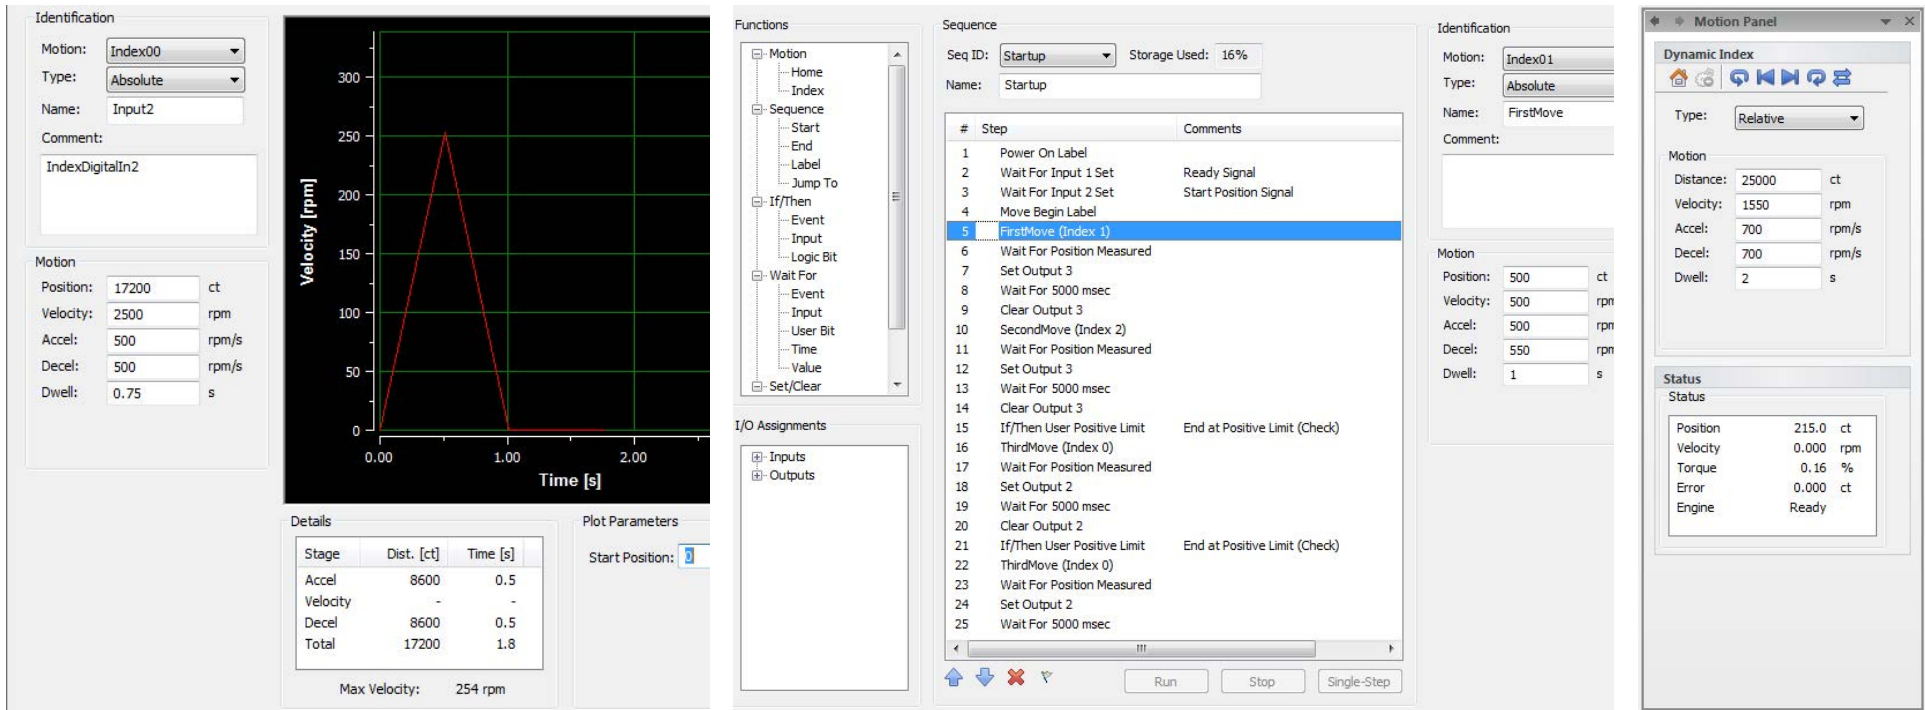 Identification
Motion: Index00
Type: Absolute
Name: Input2
Comment:
IndexDigitalIn2
Motion
Position: 17200 ct
Velocity: 2500 rpm
Accel: 500 rpm/s
Decel: 500 rpm/s
Dwell: 0.75 s
Velocity [rpm]
300
250
200
150
100
50
0
0.00 1.00 2.00
Time [s]
Details
Stage Dist. [ct] Time [s]
Accel 8600 0.5
Velocity - -
Decel 8600 0.5
Total 17200 1.8
Max Velocity: 254 rpm
Plot Parameters
Start Position: 0
Functions
Motion
Home
Index
Sequence
Start
End
Label
Jump To
If/Then
Event
Input
Logic Bit
Wait For
Event
Input
User Bit
Time
Value
Set/Clear
I/O Assignments
Inputs
Outputs
Sequence
Seq ID: Startup Storage Used: 16%
Name: Startup
# Step Comments
1 Power On Label
2 Wait For Input 1 Set Ready Signal
3 Wait For Input 2 Set Start Position Signal
4 Move Begin Label
5 FirstMove (Index 1)
6 Wait For Position Measured
7 Set Output 3
8 Wait For 5000 msec
9 Clear Output 3
10 SecondMove (Index 2)
11 Wait For Position Measured
12 Set Output 3
13 Wait For 5000 msec
14 Clear Output 3
15 If/Then User Positive Limit End at Positive Limit (Check)
16 ThirdMove (Index 0)
17 Wait For Position Measured
18 Set Output 2
19 Wait For 5000 msec
20 Clear Output 2
21 If/Then User Positive Limit End at Positive Limit (Check)
22 ThirdMove (Index 0)
23 Wait For Position Measured
24 Set Output 2
25 Wait For 5000 msec
Run Stop Single-Step
Identification
Motion: Index01
Type: Absolute
Name: FirstMove
Comment:
Motion
Position: 500 ct
Velocity: 500 rpm
Accel: 500 rpm
Decel: 550 rpm
Dwell: 1 s
Motion Panel
Dynamic Index
Type: Relative
Motion
Distance: 25000 ct
Velocity: 1550 rpm
Accel: 700 rpm/s
Decel: 700 rpm/s
Dwell: 2 s
Status
Status
Position 215.0 ct
Velocity 0.000 rpm
Torque 0.16 %
Error 0.000 ct
Engine Ready